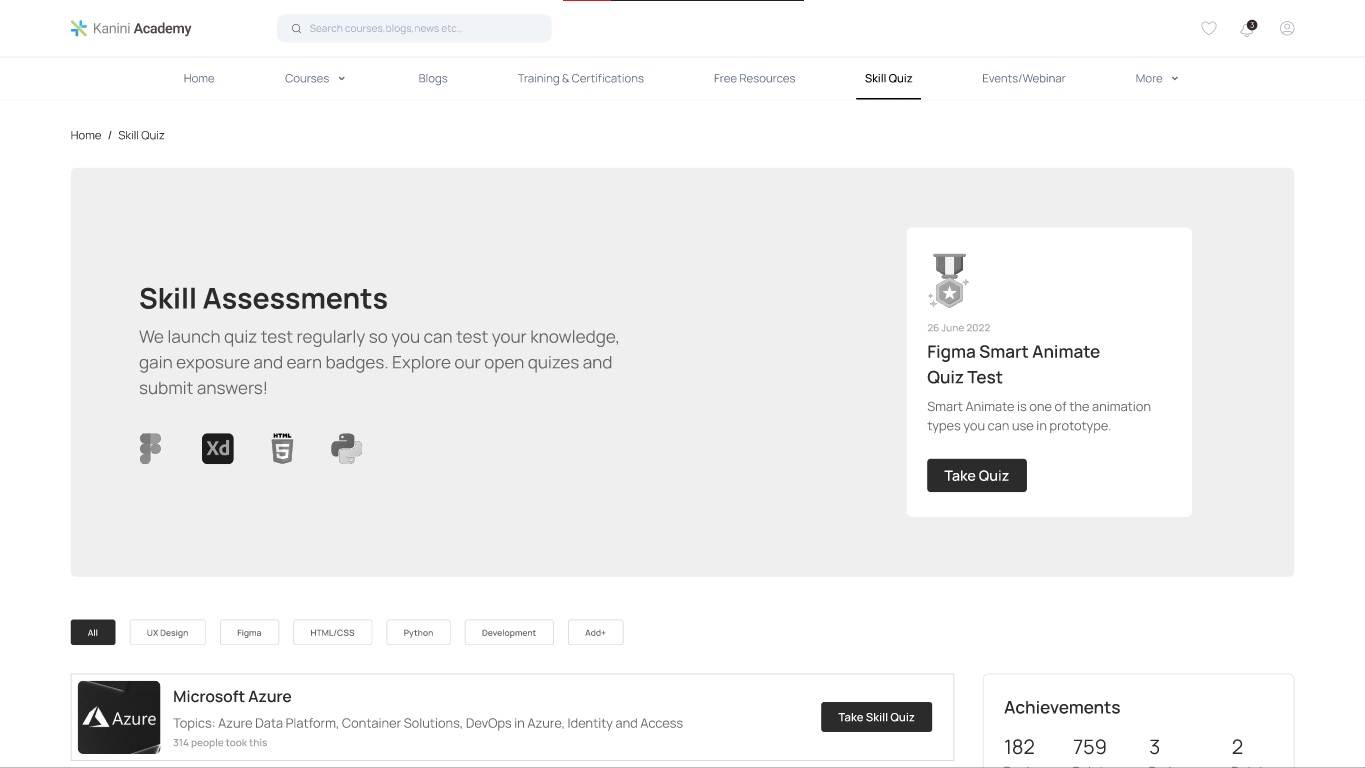 Kanini Academy
Search courses,blogs,news etc..
3
Home Courses Blogs Training & Certifications Free Resources Skill Quiz Events/Webinar More
Home / Skill Quiz
Skill Assessments
We launch quiz test regularly so you can test your knowledge,
gain exposure and earn badges. Explore our open quizes and
submit answers!
Xd
HTML
5
26 June 2022
Figma Smart Animate
Quiz Test
Smart Animate is one of the animation
types you can use in prototype.
Take Quiz
All UX Design Figma HTML/CSS Python Development Add+
Azure
Microsoft Azure
Topics: Azure Data Platform, Container Solutions, DevOps in Azure, Identity and Access
314 people took this
Take Skill Quiz
Achievements
182 759 3 2